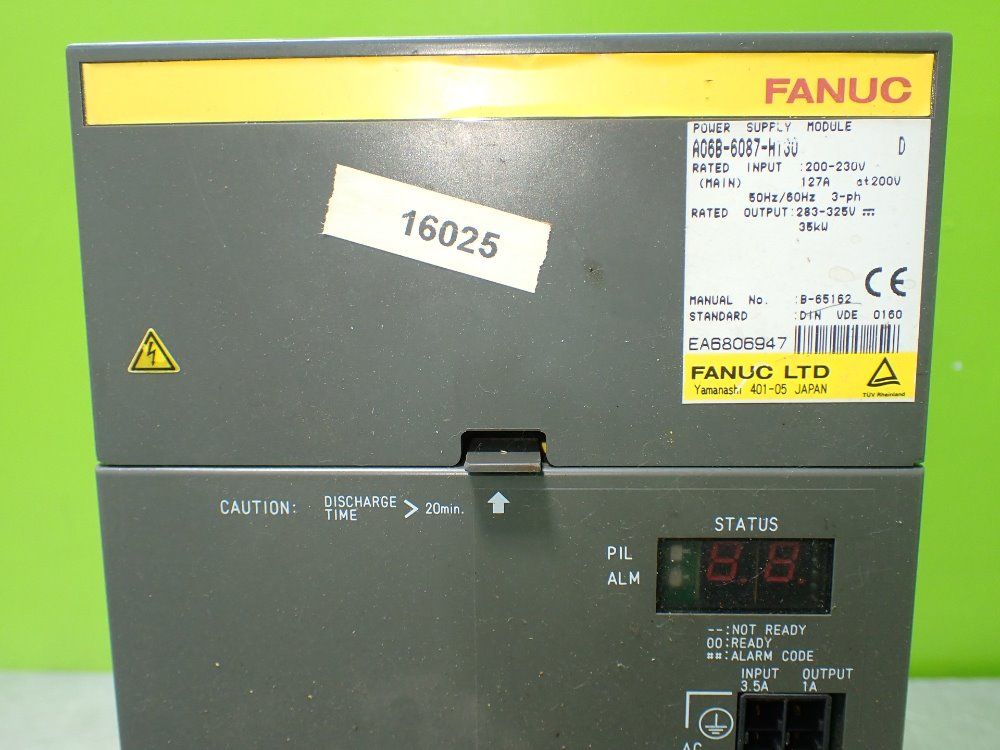 FANUC
POWER SUPPLY MODULE
A06B-6087-H130 D
RATED INPUT :200-230V
(MAIN) 127A at200V
50Hz/60Hz 3-ph
RATED OUTPUT:283-325V ⎓
35kW
16025
CE
MANUAL No. :B-65162
STANDARD :DIN VDE 0160
EA6806947
FANUC LTD
Yamanashi 401-05 JAPAN
TÜV Rheinland
CAUTION: DISCHARGE TIME > 20min.
STATUS
PIL
ALM
--:NOT READY
00:READY
##:ALARM CODE
INPUT OUTPUT
3.5A 1A
AC